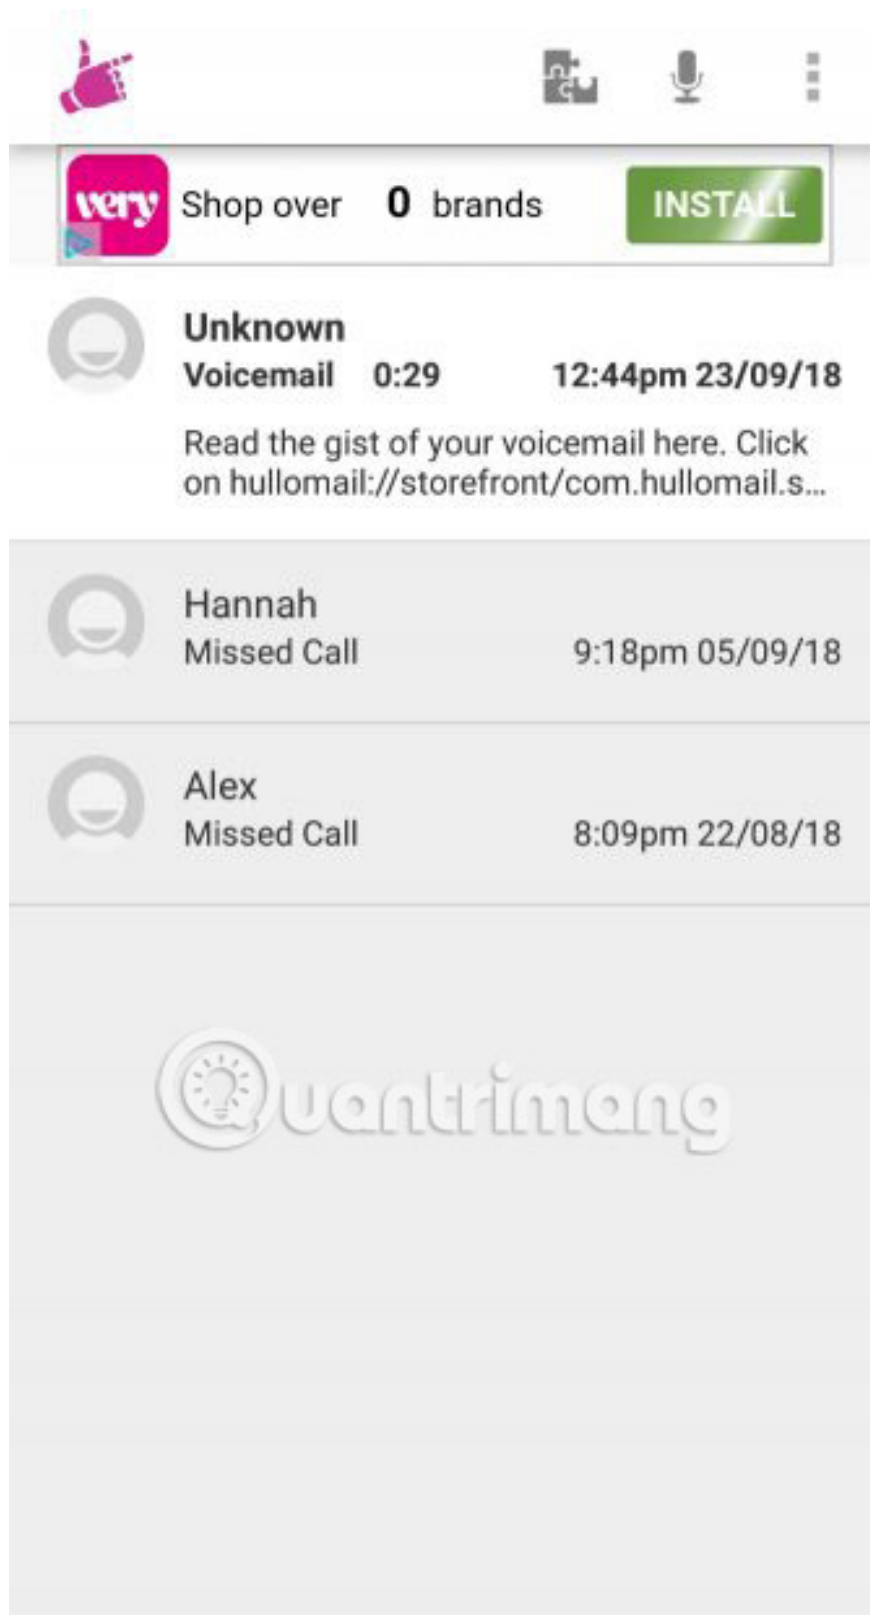 very Shop over 0 brands INSTALL
Unknown
Voicemail 0:29 12:44pm 23/09/18
Read the gist of your voicemail here. Click
on hullomail://storefront/com.hullomail.s...
Hannah
Missed Call 9:18pm 05/09/18
Alex
Missed Call 8:09pm 22/08/18
Quantrimang